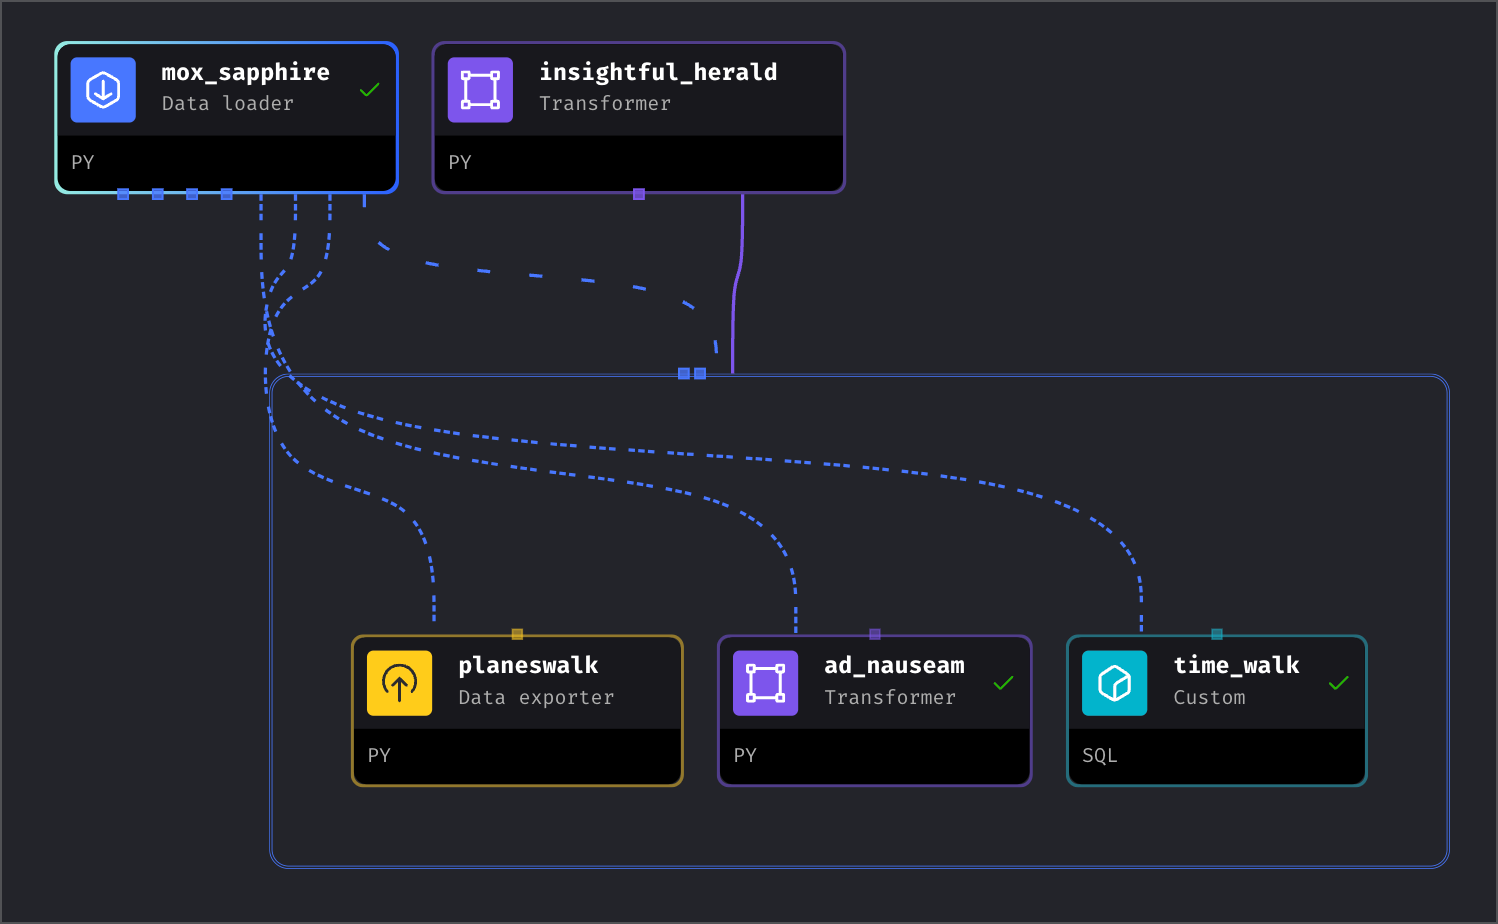 mox_sapphire
Data loader
PY
insightful_herald
Transformer
PY
planeswalk
Data exporter
PY
ad_nauseam
Transformer
PY
time_walk
Custom
SQL